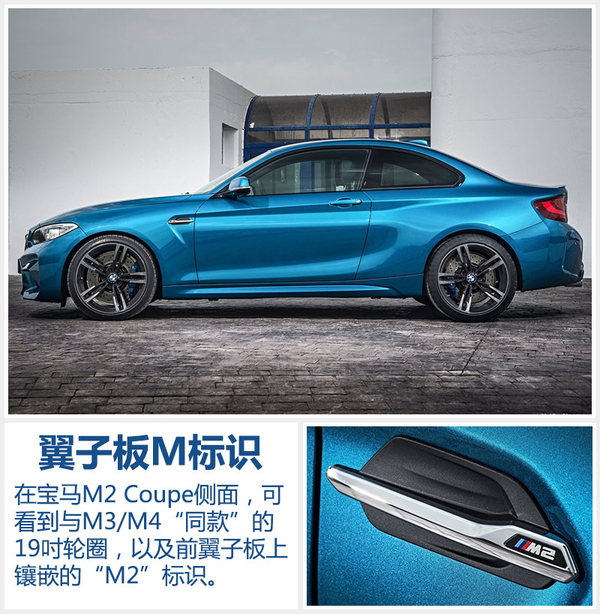 翼子板M标识
在宝马M2 Coupe侧面，可
看到与M3/M4“同款”的
19吋轮圈，以及前翼子板上
镶嵌的“M2”标识。
M2